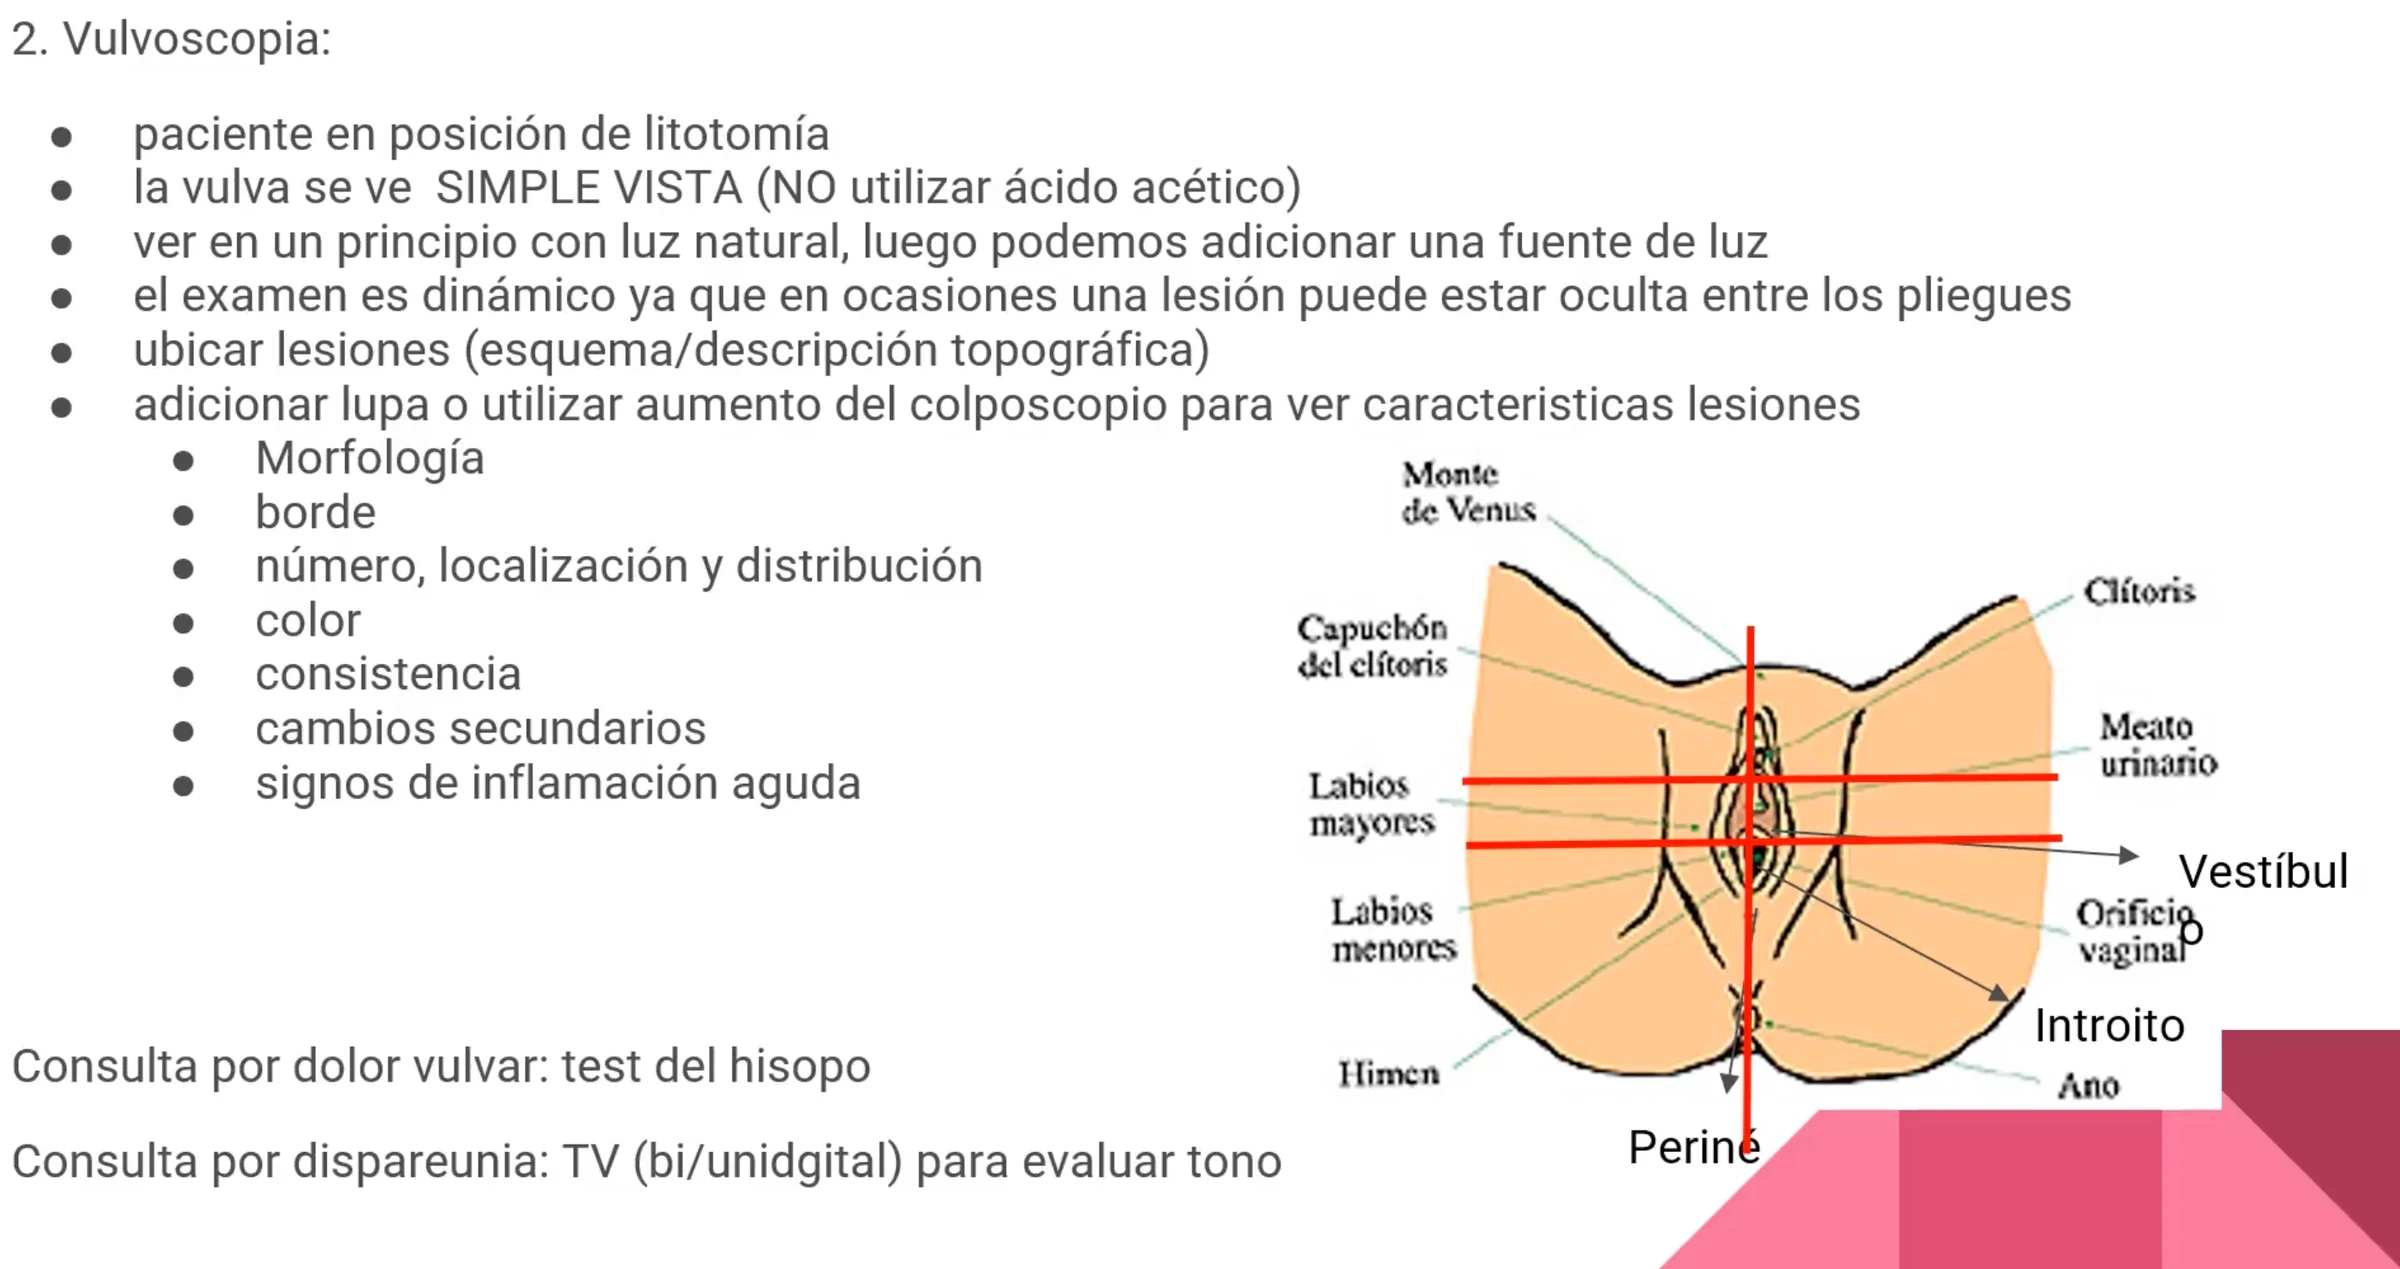 2. Vulvoscopia:
● paciente en posición de litotomía
● la vulva se ve SIMPLE VISTA (NO utilizar ácido acético)
● ver en un principio con luz natural, luego podemos adicionar una fuente de luz
● el examen es dinámico ya que en ocasiones una lesión puede estar oculta entre los pliegues
● ubicar lesiones (esquema/descripción topográfica)
● adicionar lupa o utilizar aumento del colposcopio para ver caracteristicas lesiones
● Morfología
● borde
● número, localización y distribución
● color
● consistencia
● cambios secundarios
● signos de inflamación aguda
Consulta por dolor vulvar: test del hisopo
Consulta por dispareunia: TV (bi/unidgital) para evaluar tono
Monte
de Venus
Capuchón
del clítoris
Labios
mayores
Labios
menores
Himen
Clítoris
Meato
urinario
Vestíbul
o
Orificio
vaginal
Introito
Ano
Periné